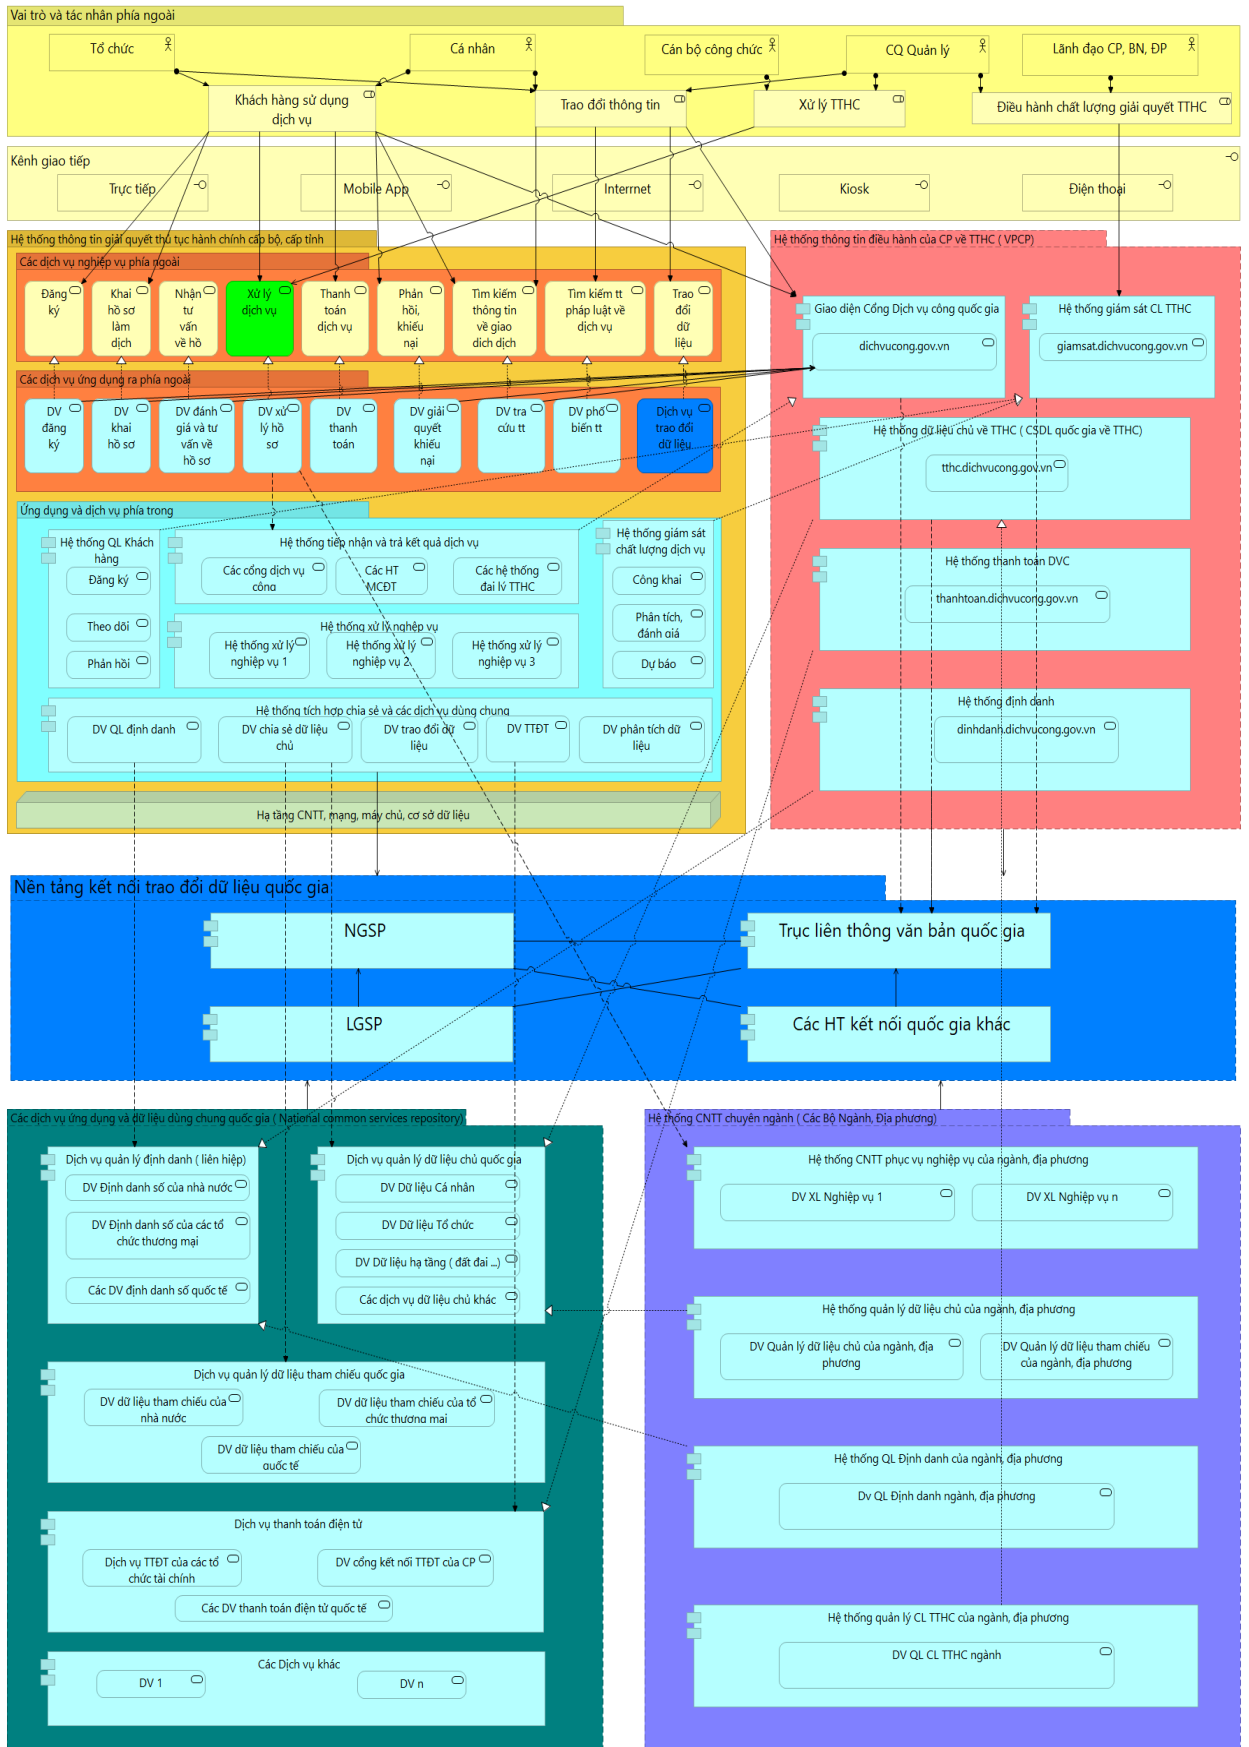 Vai trò và tác nhân phía ngoài
Tổ chức
Cá nhân
Cán bộ công chức
CQ Quản lý
Lãnh đạo CP, BN, ĐP
Khách hàng sử dụng
dịch vụ
Trao đổi thông tin
Xử lý TTHC
Điều hành chất lượng giải quyết TTHC
Kênh giao tiếp
Trực tiếp
Mobile App
Interrnet
Kiosk
Điện thoại
Hệ thống thông tin giải quyết thủ tục hành chính cấp bộ, cấp tỉnh
Các dịch vụ nghiệp vụ phía ngoài
Đăng
ký
Khai
hồ sơ
làm
dịch
Nhận
tư
vấn
về hồ
Xử lý
dịch vụ
Thanh
toán
dịch vụ
Phản
hồi,
khiếu
nại
Tìm kiếm
thông tin
về giao
dich dịch
Tìm kiếm tt
pháp luật về
dịch vụ
Trao
đổi
dữ
liệu
Các dịch vụ ứng dụng ra phía ngoài
DV
đăng
ký
DV
khai
hồ sơ
DV đánh
giá và tư
vấn về
hồ sơ
DV xử
lý hồ
sơ
DV
thanh
toán
DV giải
quyết
khiếu
nại
DV tra
cứu tt
DV phổ
biến tt
Dịch vụ
trao đổi
dữ liệu
Ứng dụng và dịch vụ phía trong
Hệ thống QL Khách
hàng
Đăng ký
Theo dõi
Phản hồi
Hệ thống tiếp nhận và trả kết quả dịch vụ
Các cổng dịch vụ
công
Các HT
MCĐT
Các hệ thống
đại lý TTHC
Hệ thống xử lý nghệp vụ
Hệ thống xử lý
nghiệp vụ 1
Hệ thống xử lý
nghiệp vụ 2
Hệ thống xử lý
nghiệp vụ 3
Hệ thống giám sát
chất lượng dịch vụ
Công khai
Phân tích,
đánh giá
Dự báo
Hệ thống tích hợp chia sẻ và các dịch vụ dùng chung
DV QL định danh
DV chia sẻ dữ liệu
chủ
DV trao đổi dữ
liệu
DV TTĐT
DV phân tích dữ
liệu
Hạ tầng CNTT, mạng, máy chủ, cơ sở dữ liệu
Hệ thống thông tin điều hành của CP về TTHC ( VPCP)
Giao diện Cổng Dịch vụ công quốc gia
dichvucong.gov.vn
Hệ thống giám sát CL TTHC
giamsat.dichvucong.gov.vn
Hệ thống dữ liệu chủ về TTHC ( CSDL quốc gia về TTHC)
tthc.dichvucong.gov.vn
Hệ thống thanh toán DVC
thanhtoan.dichvucong.gov.vn
Hệ thống định danh
dinhdanh.dichvucong.gov.vn
Nền tảng kết nối trao đổi dữ liệu quốc gia
NGSP
Trục liên thông văn bản quốc gia
LGSP
Các HT kết nối quốc gia khác
Các dịch vụ ứng dụng và dữ liệu dùng chung quốc gia ( National common services repository)
Dịch vụ quản lý định danh ( liên hiệp)
DV Định danh số của nhà nước
DV Định danh số của các tổ
chức thương mại
Các DV định danh số quốc tế
Dịch vụ quản lý dữ liệu chủ quốc gia
DV Dữ liệu Cá nhân
DV Dữ liệu Tổ chức
DV Dữ liệu hạ tầng ( đất đai ...)
Các dịch vụ dữ liệu chủ khác
Dịch vụ quản lý dữ liệu tham chiếu quốc gia
DV dữ liệu tham chiếu của
nhà nước
DV dữ liệu tham chiếu của tổ
chức thương mại
DV dữ liệu tham chiếu của
quốc tế
Dịch vụ thanh toán điện tử
Dịch vụ TTĐT của các tổ
chức tài chính
DV cổng kết nối TTĐT của CP
Các DV thanh toán điện tử quốc tế
Các Dịch vụ khác
DV 1
DV n
Hệ thống CNTT chuyên ngành ( Các Bộ Ngành, Địa phương)
Hệ thống CNTT phục vụ nghiệp vụ của ngành, địa phương
DV XL Nghiệp vụ 1
DV XL Nghiệp vụ n
Hệ thống quản lý dữ liệu chủ của ngành, địa phương
DV Quản lý dữ liệu chủ của ngành, địa
phương
DV Quản lý dữ liệu tham chiếu
của ngành, địa phương
Hệ thống QL Định danh của ngành, địa phương
Dv QL Định danh ngành, địa phương
Hệ thống quản lý CL TTHC của ngành, địa phương
DV QL CL TTHC ngành